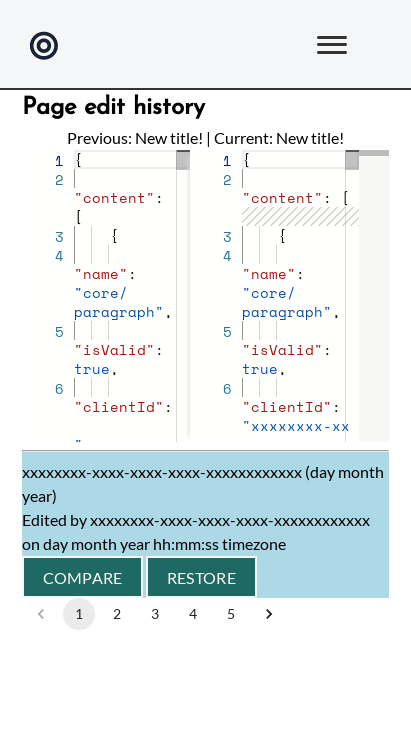 Page edit history
Previous: New title! | Current: New title!
1 {
2
"content":
[
3 {
4
"name":
"core/
paragraph",
5
"isValid":
true,
6
"clientId":
"
1 {
2
"content": [
3 {
4
"name":
"core/
paragraph",
5
"isValid":
true,
6
"clientId":
"xxxxxxxx-xx
xxxxxxxx-xxxx-xxxx-xxxx-xxxxxxxxxxxx (day month
year)
Edited by xxxxxxxx-xxxx-xxxx-xxxx-xxxxxxxxxxxx
on day month year hh:mm:ss timezone
COMPARE RESTORE
1 2 3 4 5